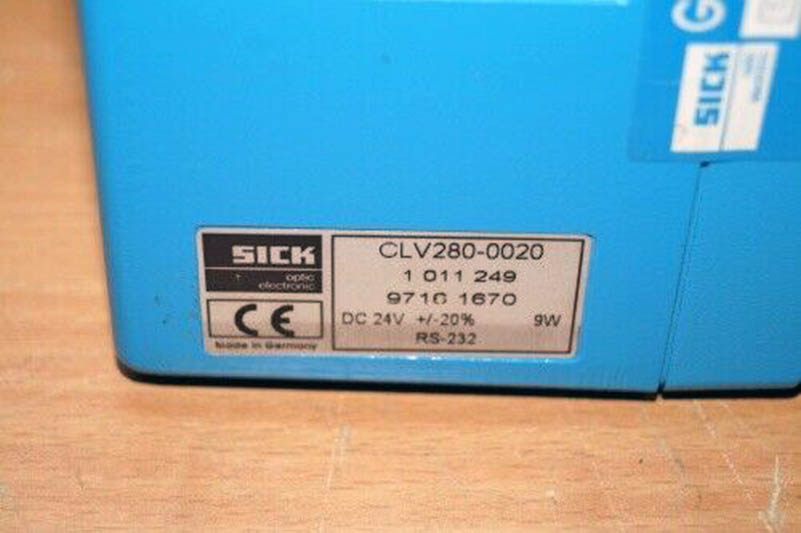 G
SICK
SICK
optic
electronic
CE
Made in Germany
CLV280-0020
1 011 249
1670
DC 24V +/-20% 9W
RS-232